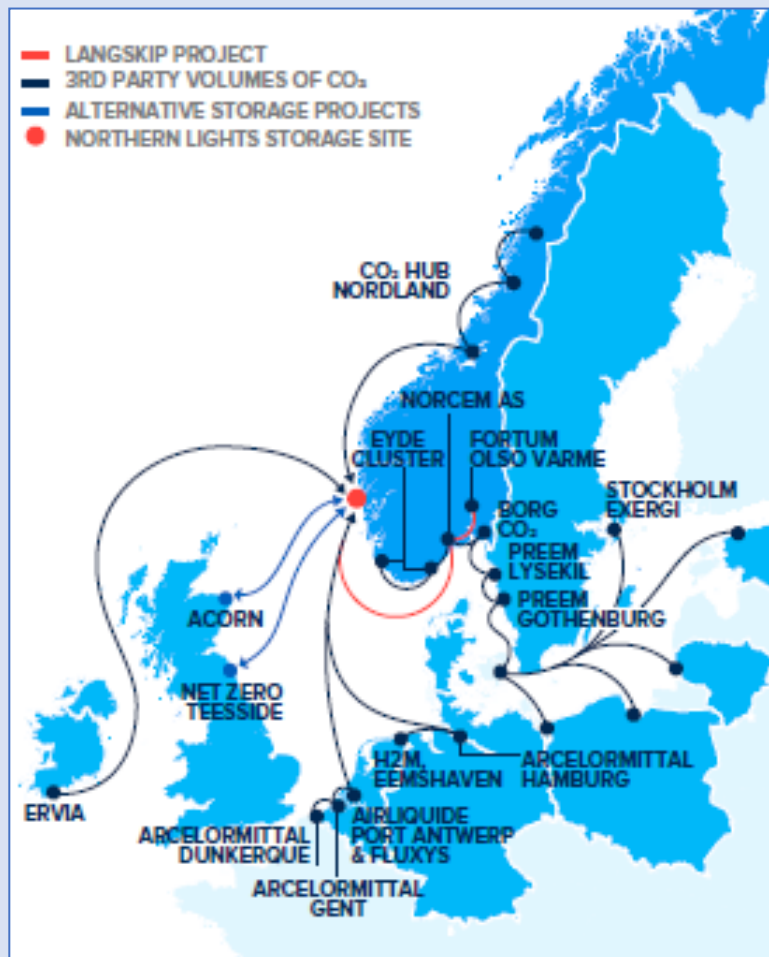 LANGSKIP PROJECT
3RD PARTY VOLUMES OF CO₂
ALTERNATIVE STORAGE PROJECTS
NORTHERN LIGHTS STORAGE SITE
CO₂ HUB
NORDLAND
NORCEM AS
EYDE
CLUSTER
FORTUM
OLSO VARME
STOCKHOLM
EXERGI
BORG
CO₂
PREEM
LYSEKIL
PREEM
GOTHENBURG
ACORN
NET ZERO
TEESSIDE
H2M,
EEMSHAVEN
ARCELORMITTAL
HAMBURG
ERVIA
AIRLIQUIDE
PORT ANTWERP
& FLUXYS
ARCELORMITTAL
DUNKERQUE
ARCELORMITTAL
GENT